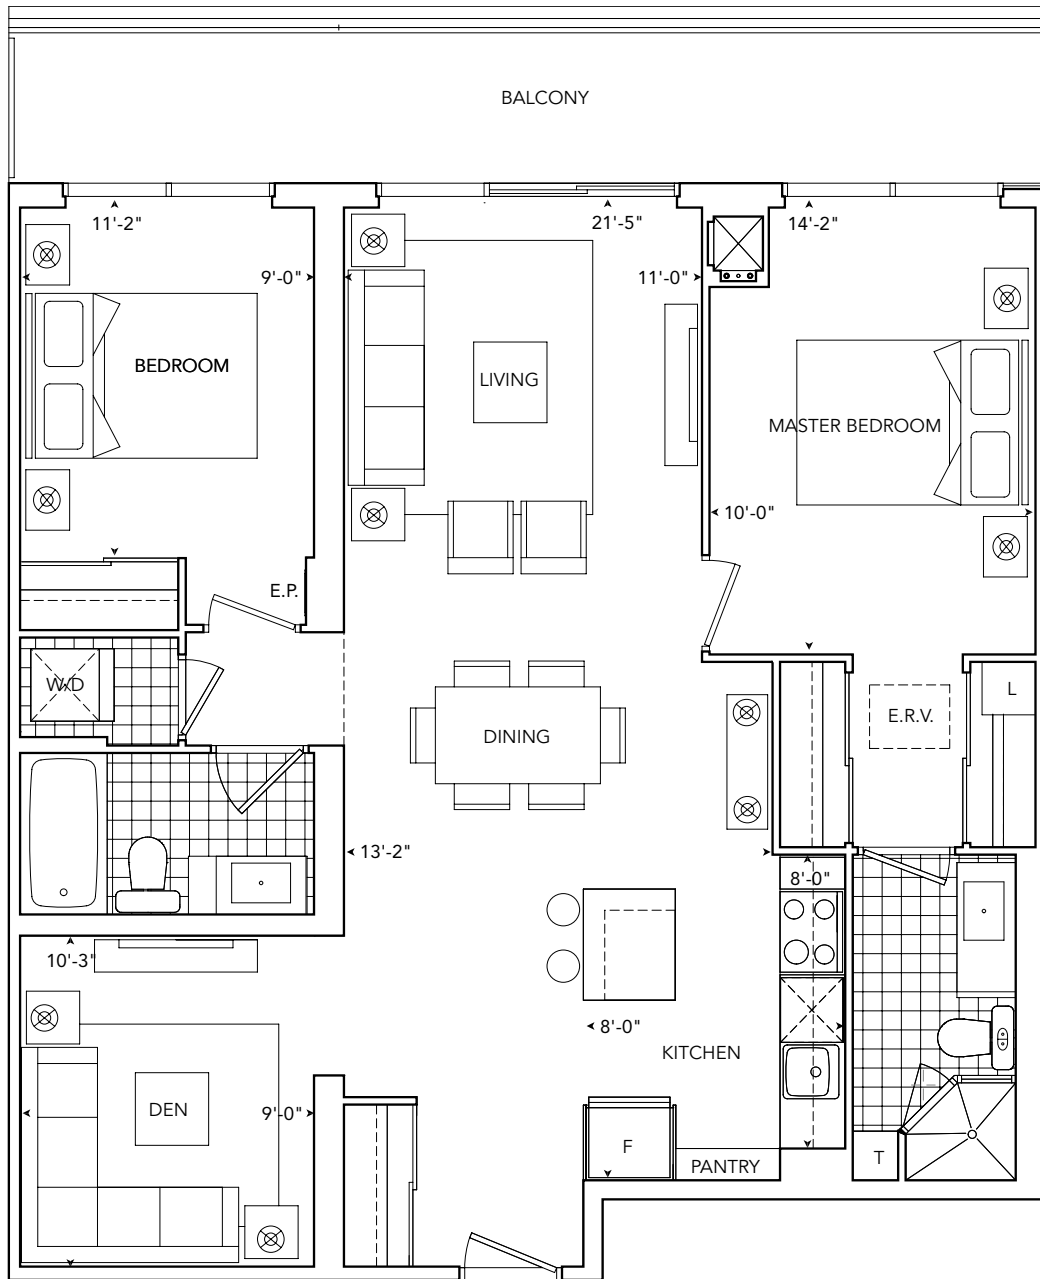 BALCONY
11'-2"
21'-5"
14'-2"
9'-0"
11'-0"
BEDROOM
LIVING
MASTER BEDROOM
10'-0"
E.P.
W/D
L
E.R.V.
DINING
13'-2"
8'-0"
10'-3"
8'-0"
KITCHEN
DEN
9'-0"
F
PANTRY
T